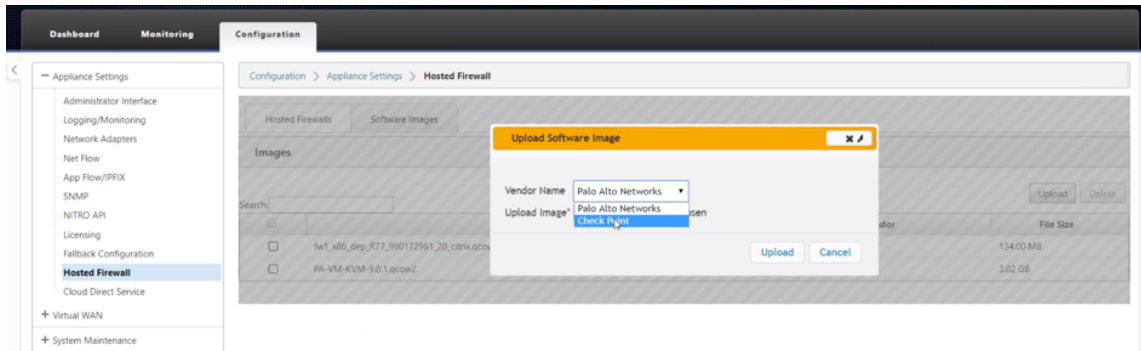 Dashboard Monitoring Configuration
Appliance Settings
Administrator Interface
Logging/Monitoring
Network Adapters
Net Flow
App Flow/IPFIX
SNMP
NITRO API
Licensing
Fallback Configuration
Hosted Firewall
Cloud Direct Service
Virtual WAN
System Maintenance
Configuration > Appliance Settings > Hosted Firewall
Hosted Firewalls Software Images
Images
Upload Delete
Search:
dor File Size
fw1_x86_dep_R77_990172961_20_citrix.qcow 134.00 MB
PA-VM-KVM-9.0.1.qcow2 3.02 GB
Upload Software Image
Vendor Name Palo Alto Networks
Palo Alto Networks
Check Point
Upload Image* sen
Upload Cancel